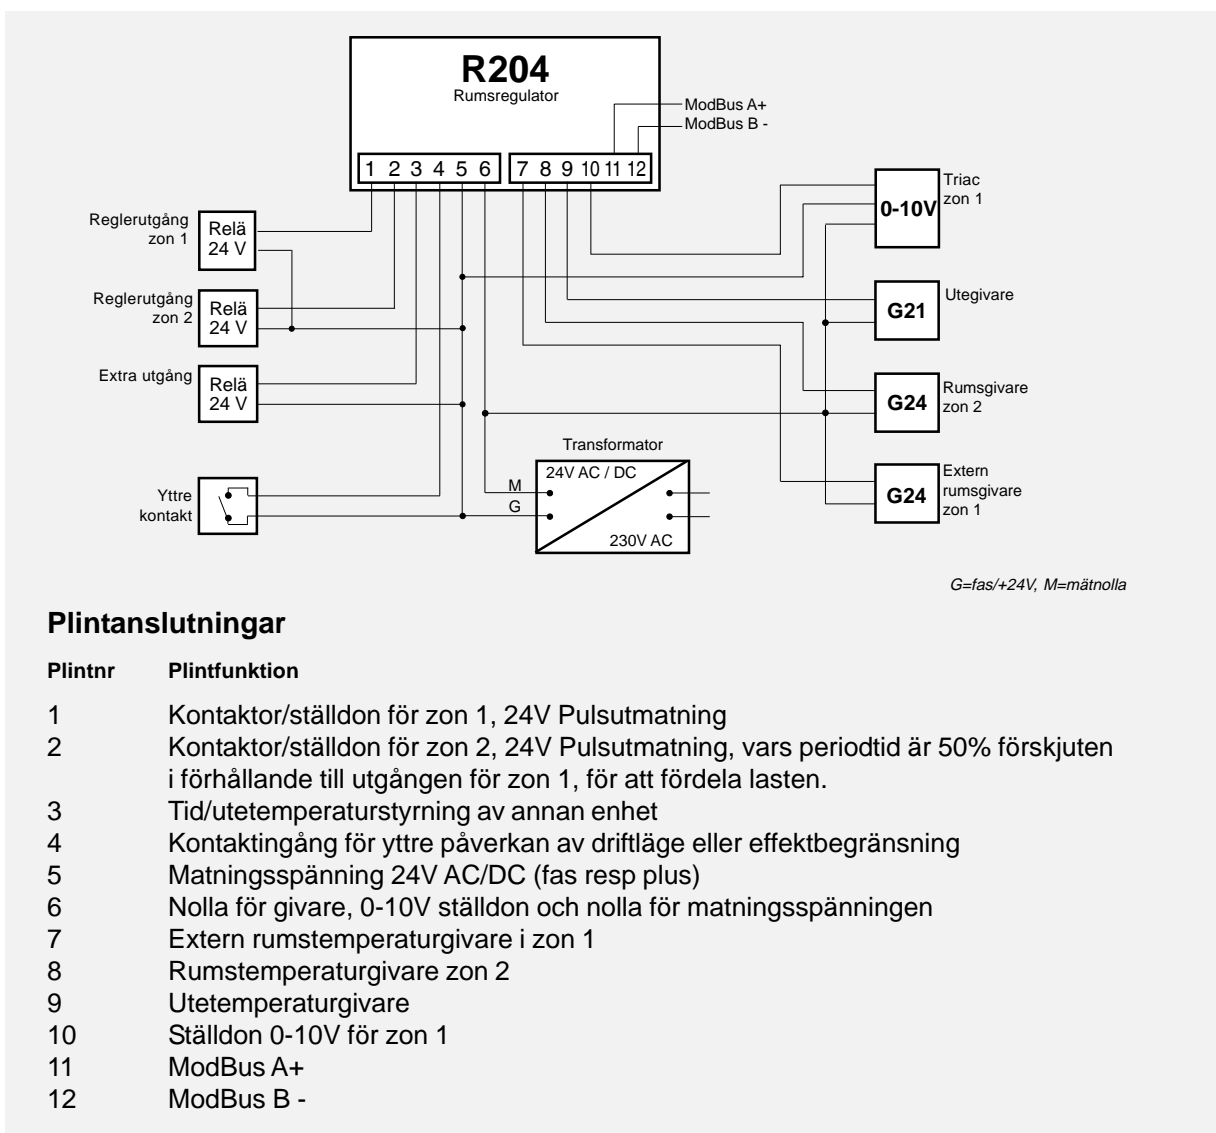 R204
Rumsregulator
ModBus A+
ModBus B -
1 2 3 4 5 6 7 8 9 10 11 12
Reglerutgång
zon 1
Relä
24 V
Reglerutgång
zon 2
Relä
24 V
Extra utgång
Relä
24 V
Yttre
kontakt
Transformator
24V AC / DC
M
G
230V AC
0-10V
Triac
zon 1
G21
Utegivare
G24
Rumsgivare
zon 2
G24
Extern
rumsgivare
zon 1
G=fas/+24V, M=mätnolla
Plintanslutningar
Plintnr Plintfunktion
1 Kontaktor/ställdon för zon 1, 24V Pulsutmatning
2 Kontaktor/ställdon för zon 2, 24V Pulsutmatning, vars periodtid är 50% förskjuten
i förhållande till utgången för zon 1, för att fördela lasten.
3 Tid/utetemperaturstyrning av annan enhet
4 Kontaktingång för yttre påverkan av driftläge eller effektbegränsning
5 Matningsspänning 24V AC/DC (fas resp plus)
6 Nolla för givare, 0-10V ställdon och nolla för matningsspänningen
7 Extern rumstemperaturgivare i zon 1
8 Rumstemperaturgivare zon 2
9 Utetemperaturgivare
10 Ställdon 0-10V för zon 1
11 ModBus A+
12 ModBus B -